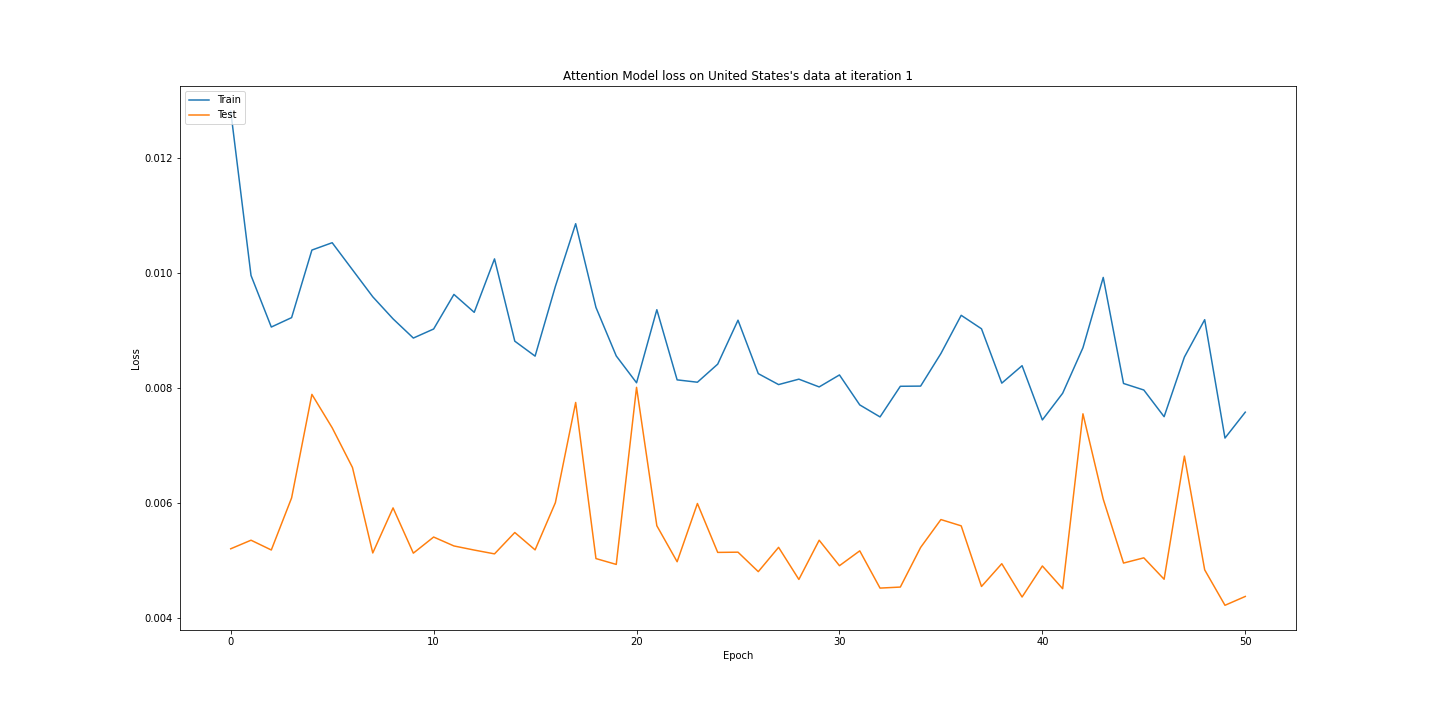 Attention Model loss on United States's data at iteration 1
Train
Test
0.012
0.010
0.008
0.006
0.004
Loss
0 10 20 30 40 50
Epoch